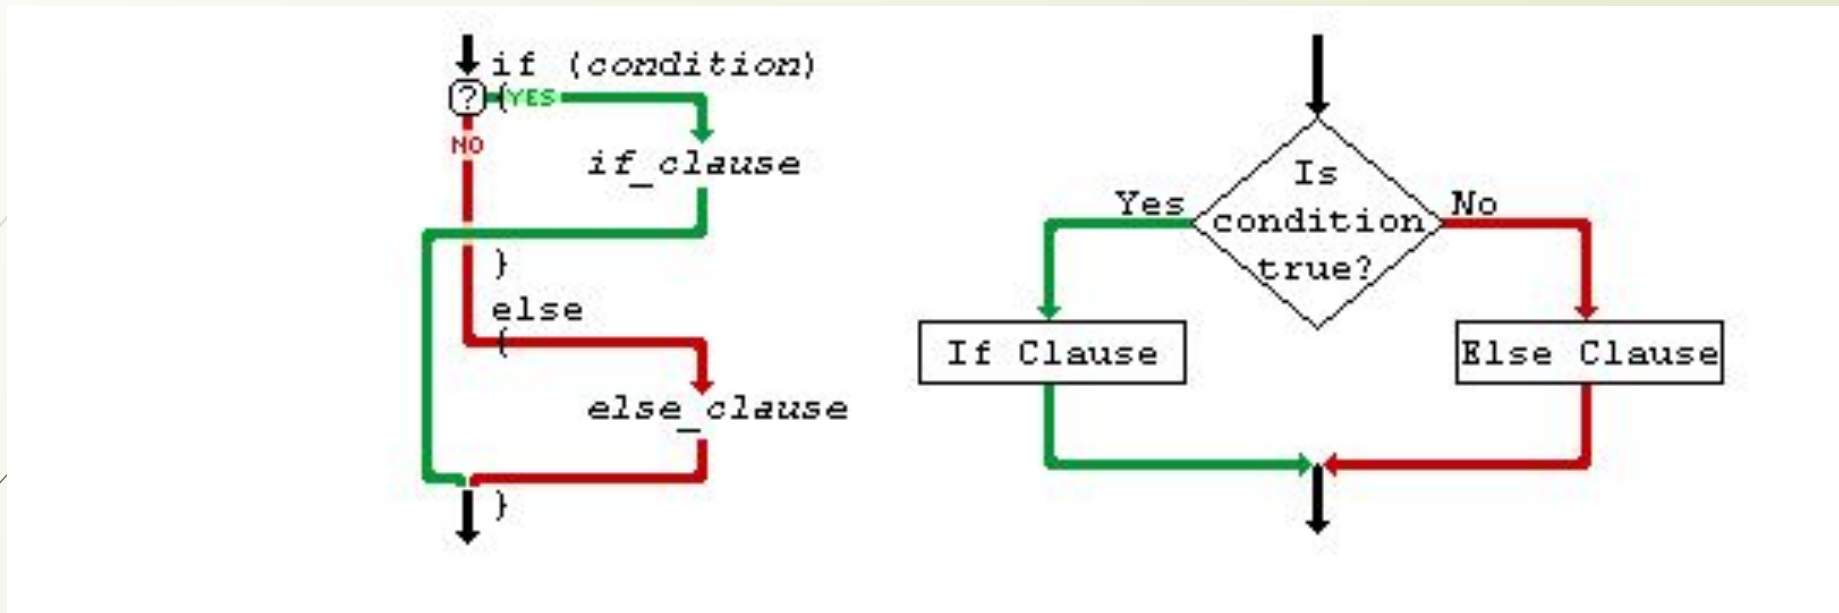 if (condition)
? {YES
NO
if_clause
}
else
{
else_clause
}
Is
condition
true?
Yes
No
If Clause
Else Clause